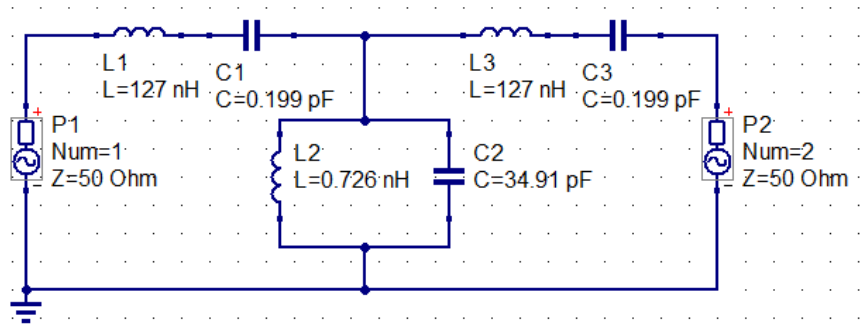 L1
L=127 nH
C1
C=0.199 pF
L3
L=127 nH
C3
C=0.199 pF
P1
Num=1
Z=50 Ohm
L2
L=0.726 nH
C2
C=34.91 pF
P2
Num=2
Z=50 Ohm